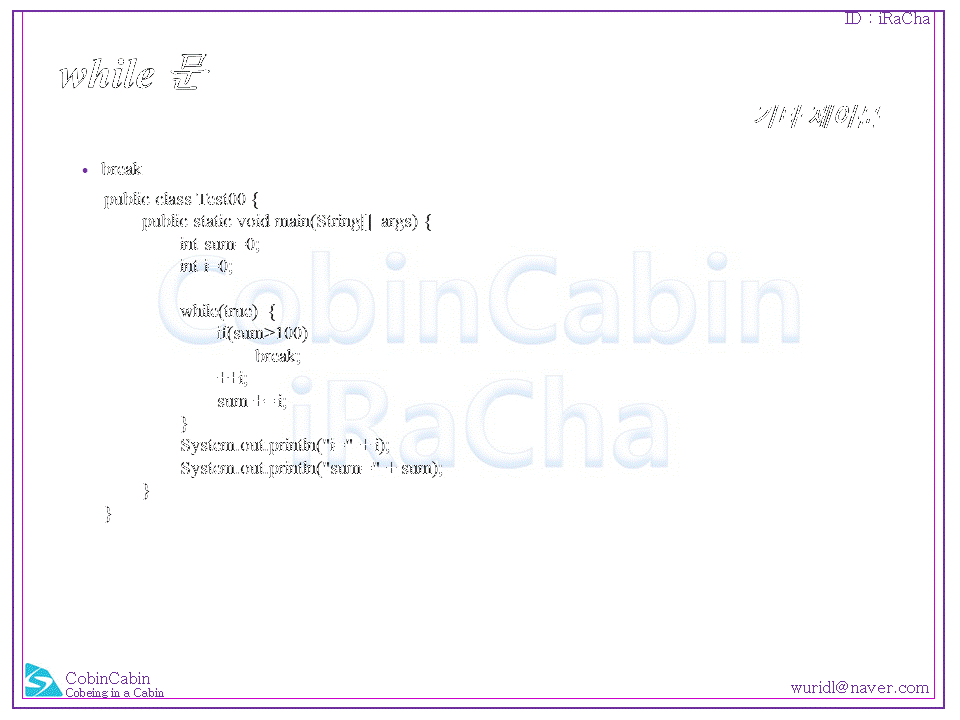 ID : iRaCha
while 문
기타 제어문
• break
public class Test00 {
public static void main(String[] args) {
int sum=0;
int i=0;
while(true) {
if(sum>100)
break;
++i;
sum += i;
}
System.out.println("i=" + i);
System.out.println("sum=" + sum);
}
}
CobinCabin
iRaCha
CobinCabin
Cobeing in a Cabin
wuridl@naver.com